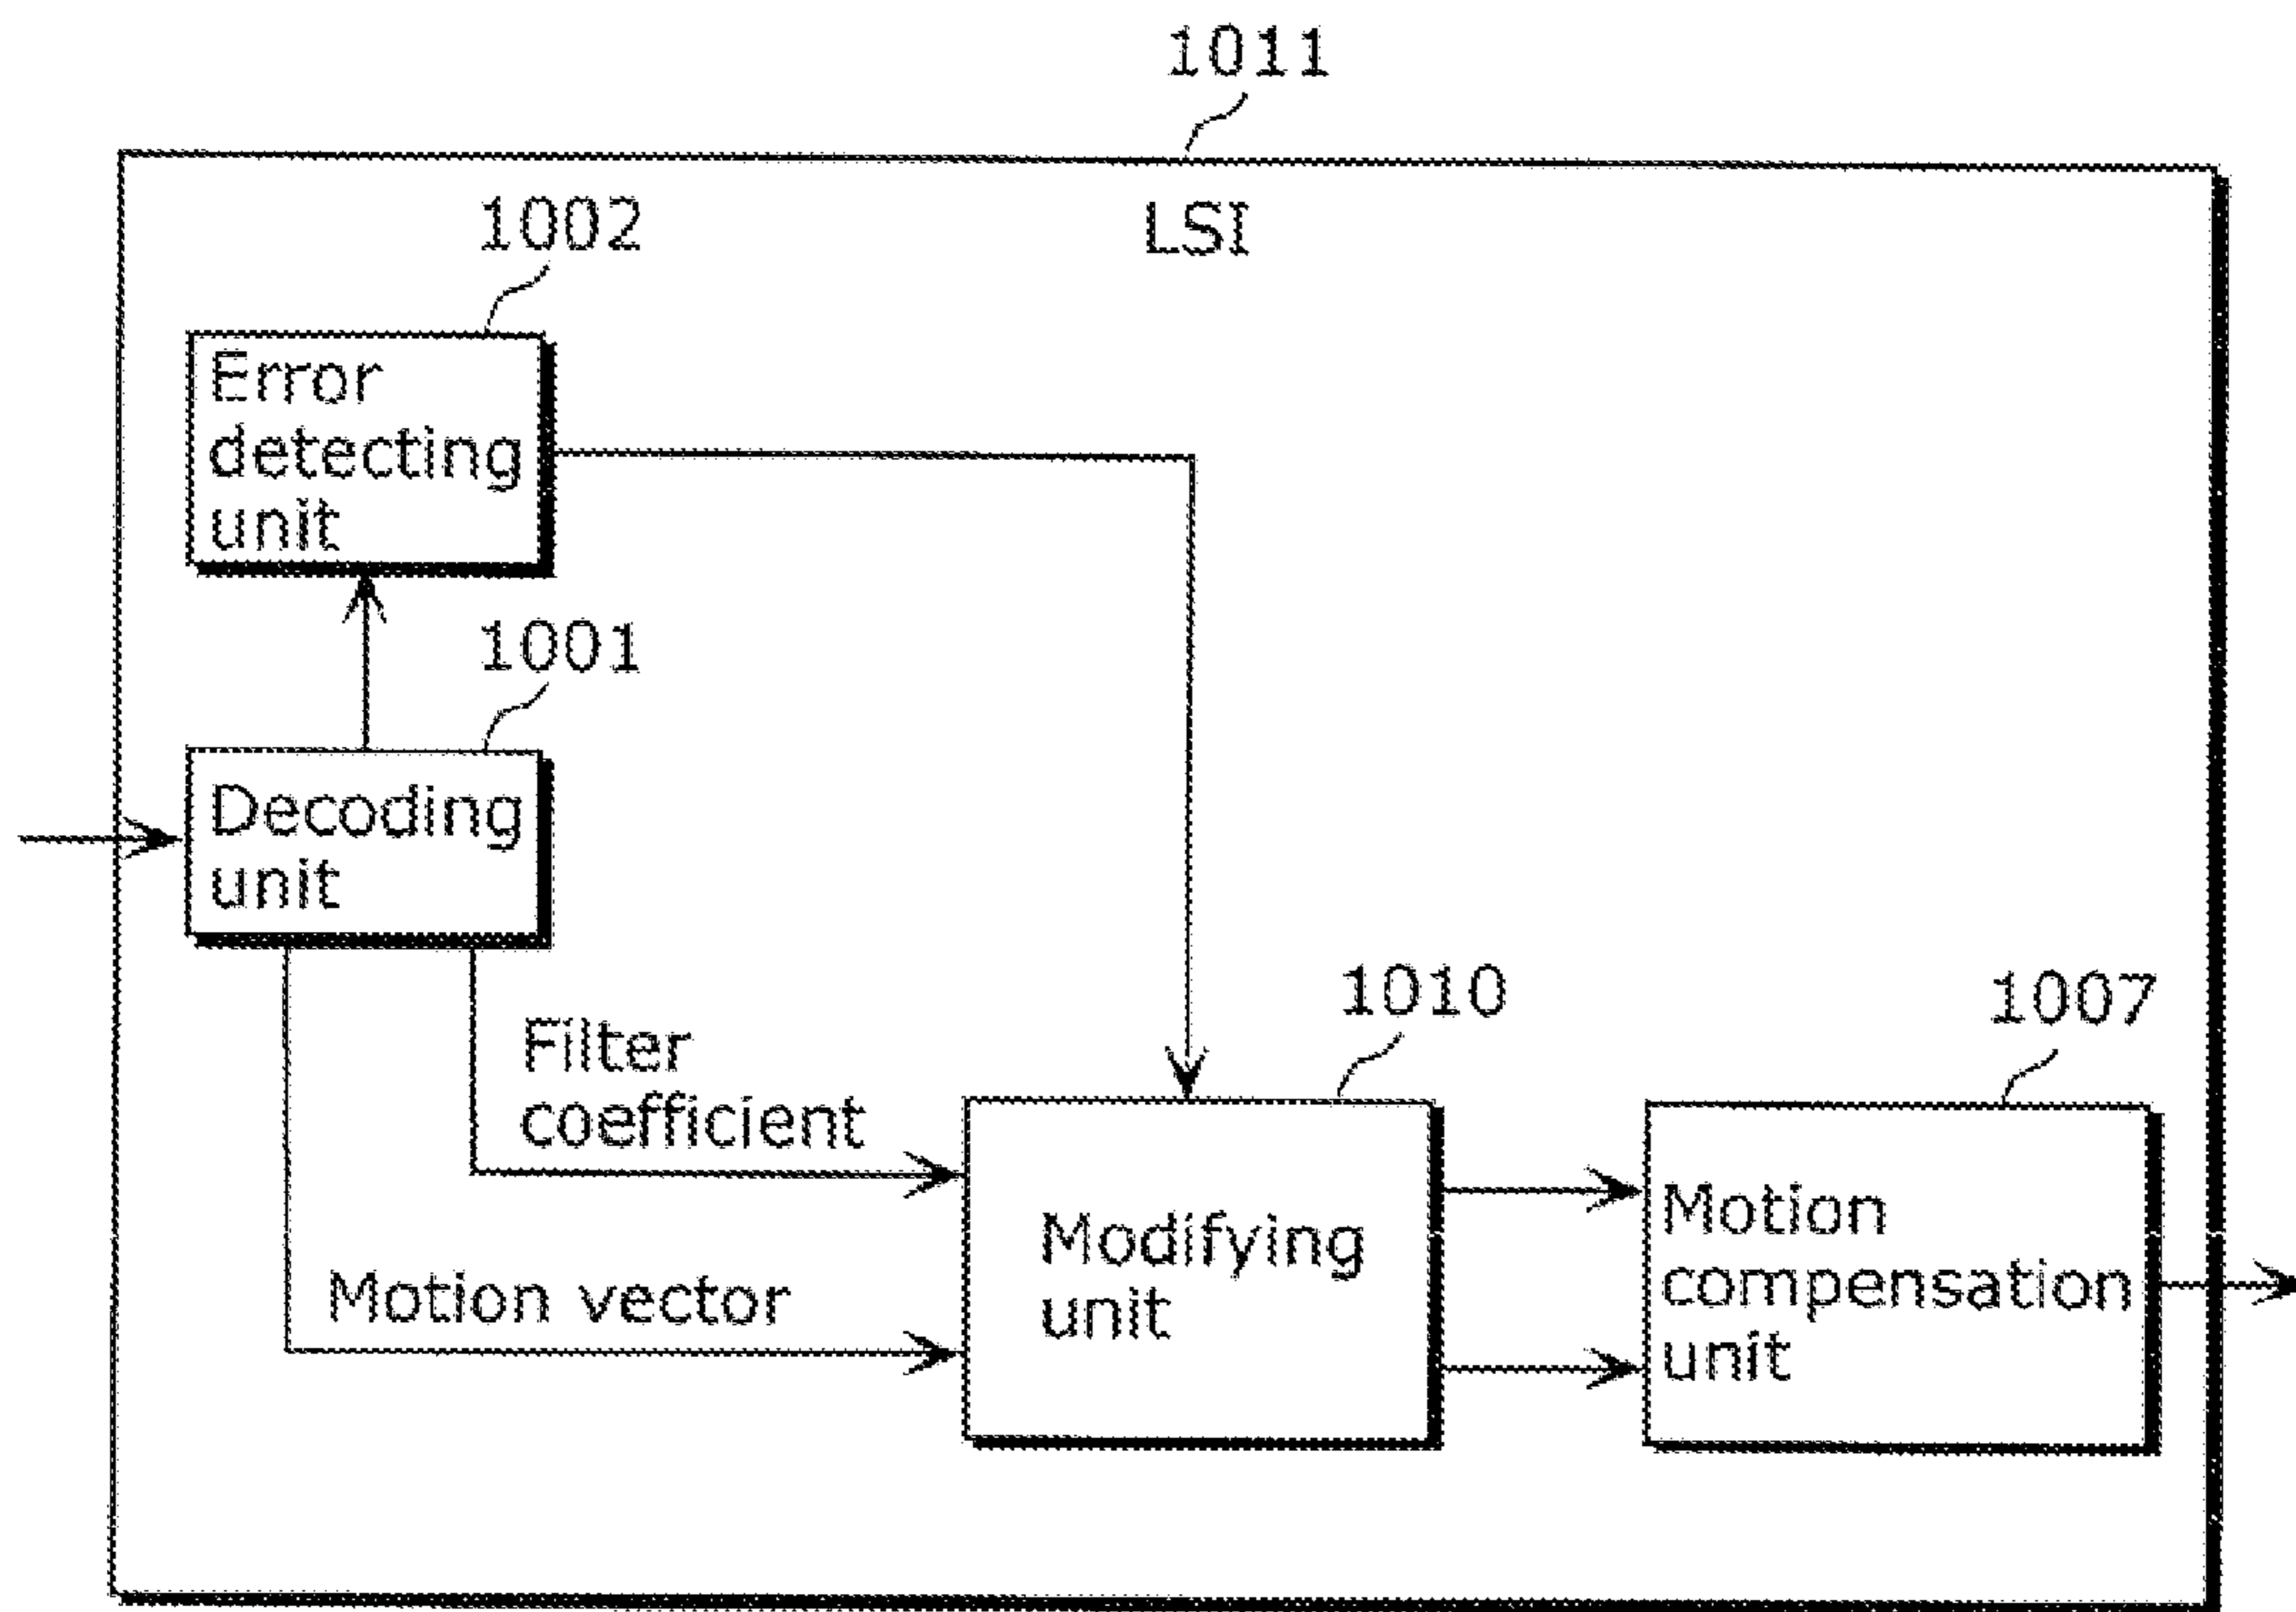 1011
LSI
1002
Error
detecting
unit
1001
Decoding
unit
Filter
coefficient
Motion vector
1010
Modifying
unit
1007
Motion
compensation
unit